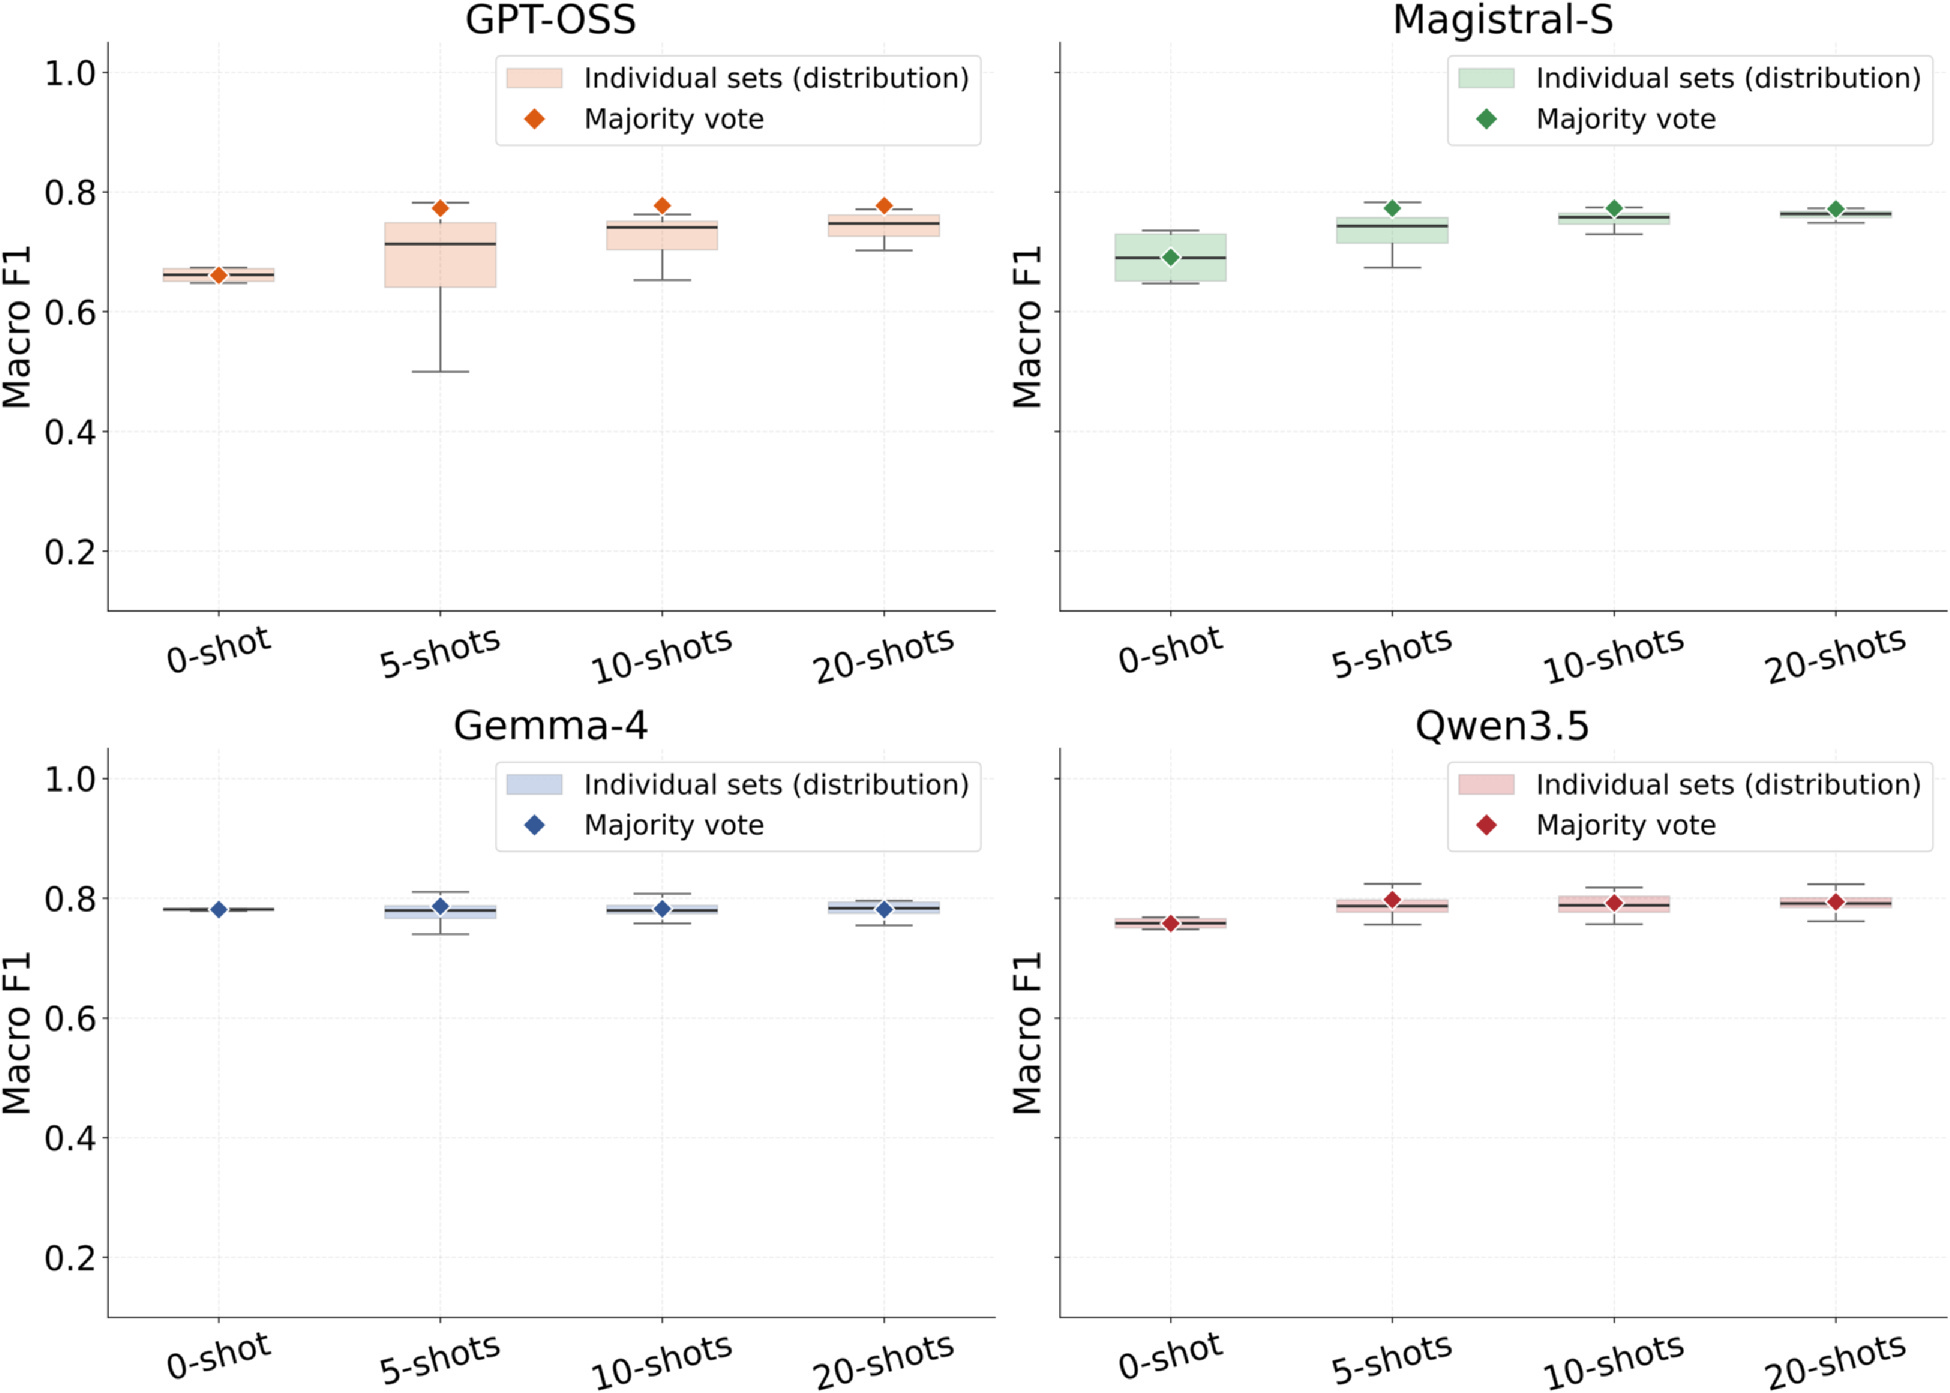 GPT-OSS
Individual sets (distribution)
Majority vote
Macro F1
1.0
0.8
0.6
0.4
0.2
0-shot
5-shots
10-shots
20-shots
Magistral-S
Individual sets (distribution)
Majority vote
Macro F1
0-shot
5-shots
10-shots
20-shots
Gemma-4
Individual sets (distribution)
Majority vote
Macro F1
1.0
0.8
0.6
0.4
0.2
0-shot
5-shots
10-shots
20-shots
Qwen3.5
Individual sets (distribution)
Majority vote
Macro F1
0-shot
5-shots
10-shots
20-shots